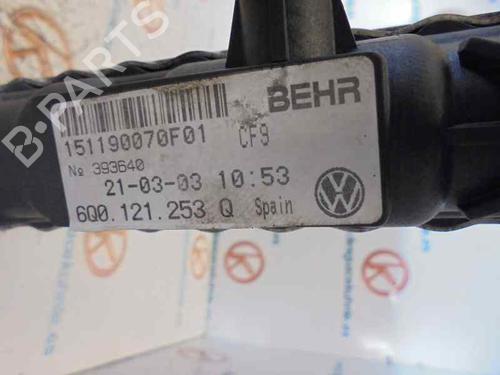 BEHR
151190070F01 CF9
№ 393640
21-03-03 10:53
6Q0.121.253 Q Spain
B-PARTS